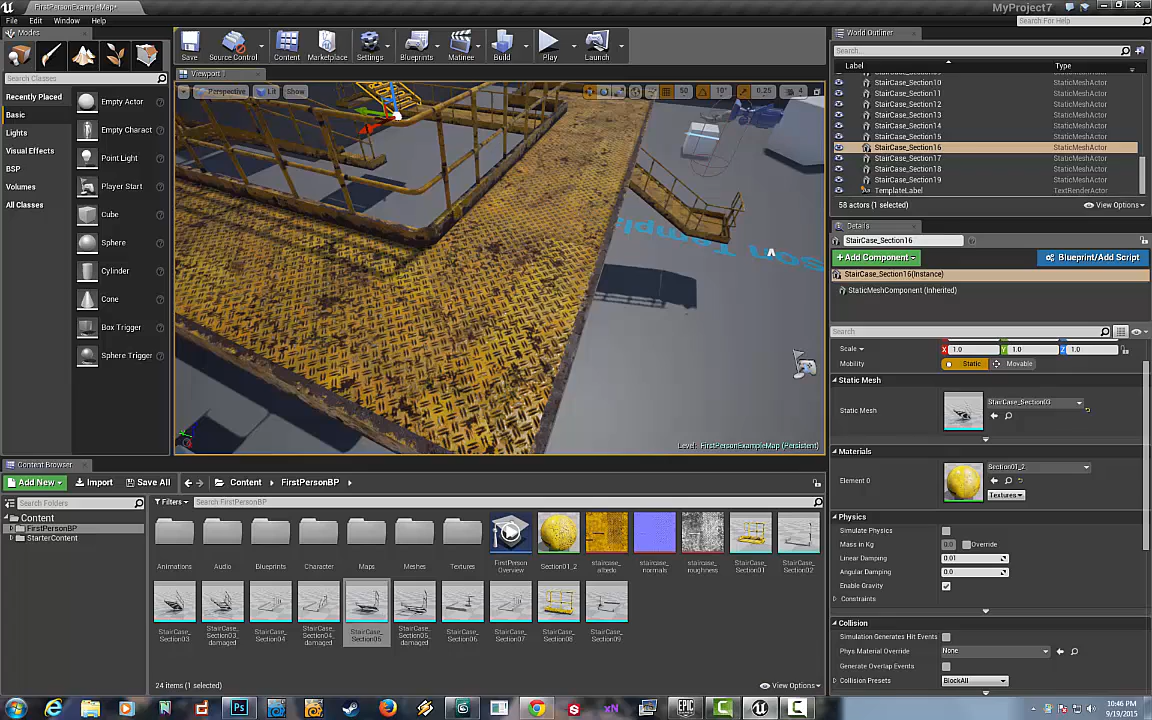 FirstPersonExampleMap*
MyProject7
File Edit Window Help
Search For Help
Modes
Search Classes
Recently Placed
Basic
Lights
Visual Effects
BSP
Volumes
All Classes
Empty Actor
Empty Charact
Point Light
Player Start
Cube
Sphere
Cylinder
Cone
Box Trigger
Sphere Trigger
Save
Source Control
Content
Marketplace
Settings
Blueprints
Matinee
Build
Play
Launch
Viewport 1
Perspective Lit Show
50 10° 0.25 4
Level: FirstPersonExampleMap (Persistent)
World Outliner
Search...
Label Type
StairCase_Section10 StaticMeshActor
StairCase_Section11 StaticMeshActor
StairCase_Section12 StaticMeshActor
StairCase_Section13 StaticMeshActor
StairCase_Section14 StaticMeshActor
StairCase_Section15 StaticMeshActor
StairCase_Section16 StaticMeshActor
StairCase_Section17 StaticMeshActor
StairCase_Section18 StaticMeshActor
StairCase_Section19 StaticMeshActor
TemplateLabel TextRenderActor
58 actors (1 selected) View Options
Details
StairCase_Section16
Add Component Blueprint/Add Script
StairCase_Section16(Instance)
StaticMeshComponent (Inherited)
Search
Scale X 1.0 Y 1.0 Z 1.0
Mobility Static Movable
Static Mesh
Static Mesh StairCase_Section03
Materials
Element 0 Section01_2
Textures
Physics
Simulate Physics
Mass in Kg 0.0 Override
Linear Damping 0.01
Angular Damping 0.0
Enable Gravity
Constraints
Collision
Simulation Generates Hit Events
Phys Material Override None
Generate Overlap Events
Collision Presets BlockAll
Content Browser
Add New Import Save All Content FirstPersonBP
Search Folders
Content
FirstPersonBP
StarterContent
Filters Search FirstPersonBP
Animations
Audio
Blueprints
Character
Maps
Meshes
Textures
FirstPerson Overview
Section01_2
staircase_albedo
staircase_normals
staircase_roughness
StairCase_Section01
StairCase_Section02
StairCase_Section03
StairCase_Section03_damaged
StairCase_Section04
StairCase_Section04_damaged
StairCase_Section05
StairCase_Section05_damaged
StairCase_Section06
StairCase_Section07
StairCase_Section08
StairCase_Section09
24 items (1 selected) View Options
10:46 PM
9/19/2015